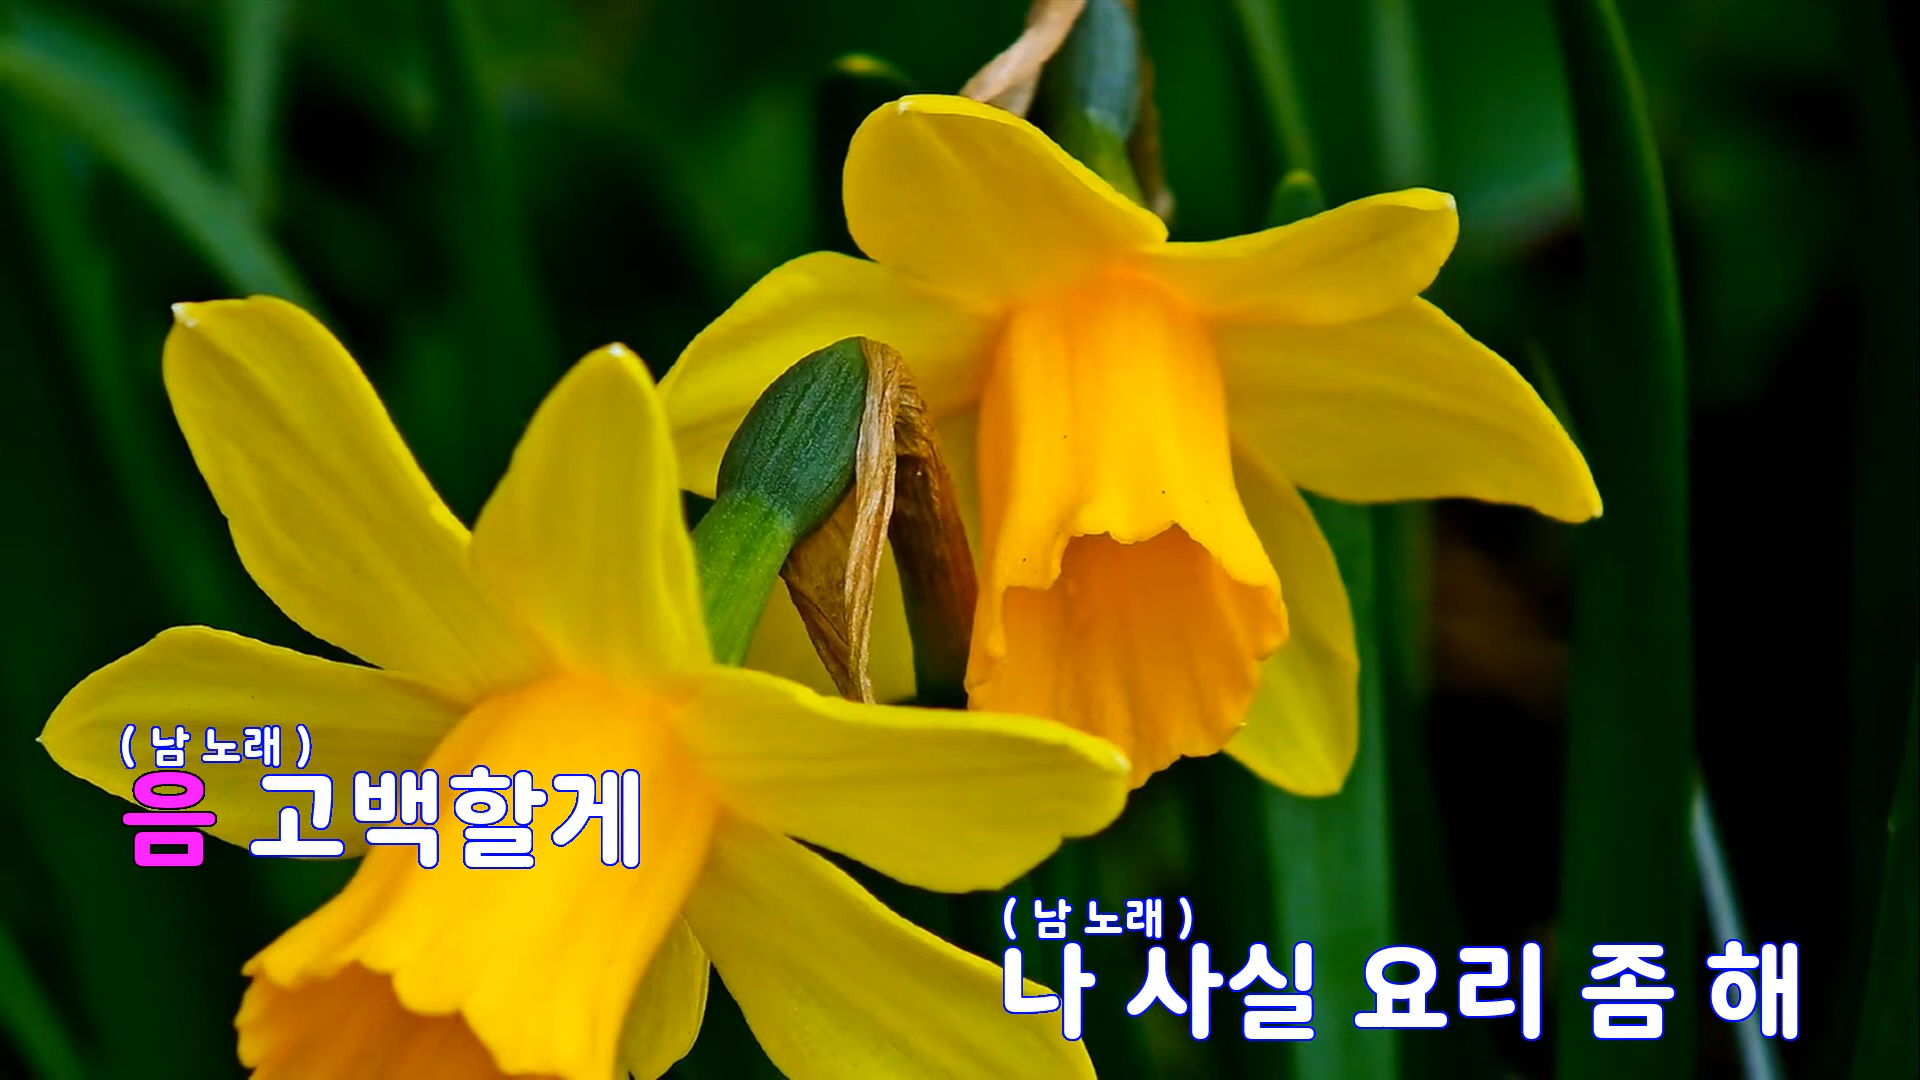 ( 남 노래 )
음 고백할게
( 남 노래 )
나 사실 요리 좀 해